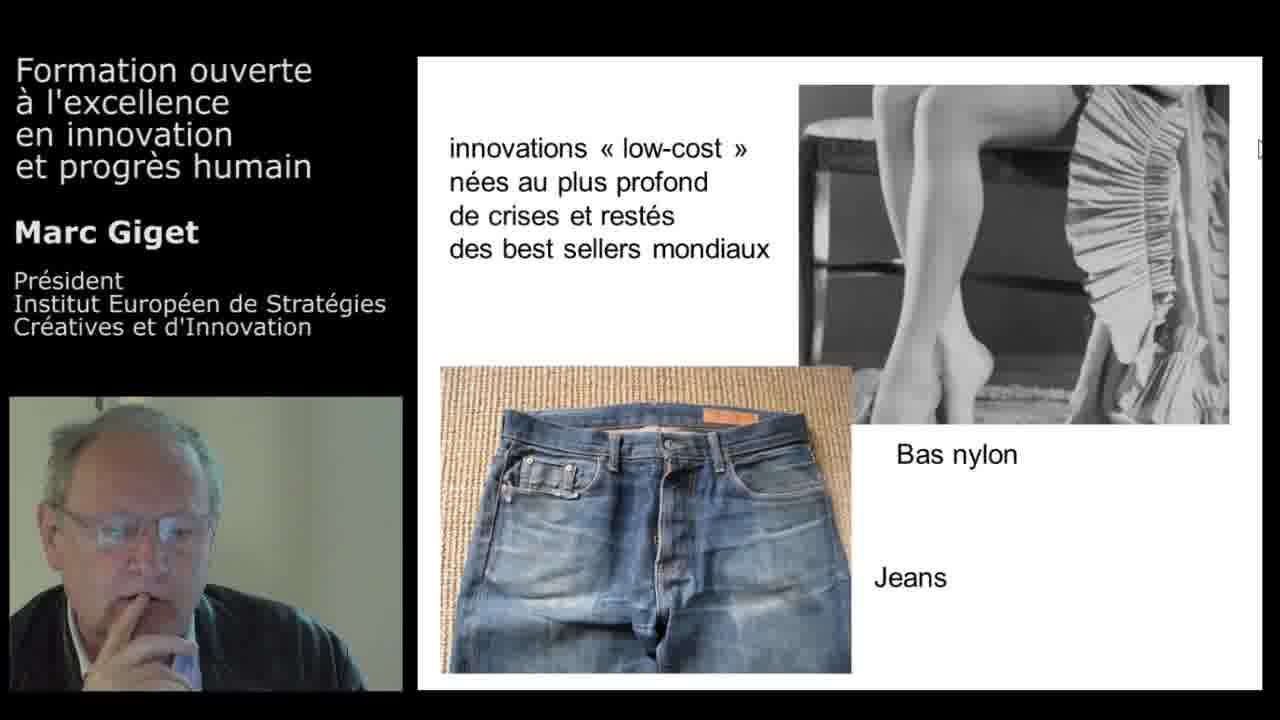 Formation ouverte
à l'excellence
en innovation
et progrès humain
Marc Giget
Président
Institut Européen de Stratégies
Créatives et d'Innovation
innovations « low-cost »
nées au plus profond
de crises et restés
des best sellers mondiaux
Bas nylon
Jeans